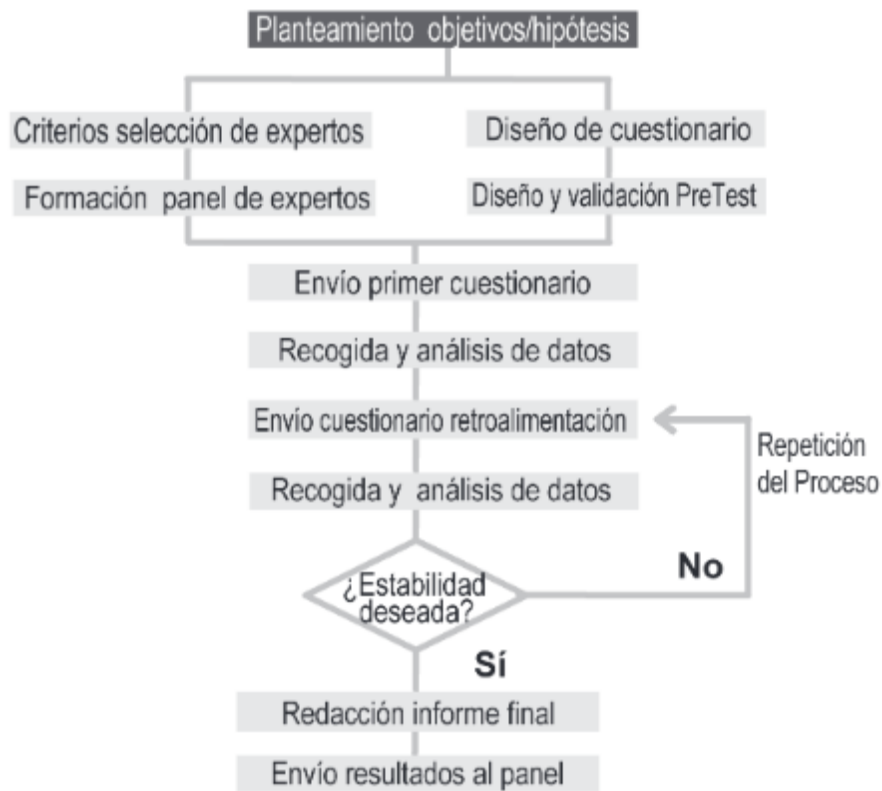 Planteamiento objetivos/hipótesis
Criterios selección de expertos
Diseño de cuestionario
Formación panel de expertos
Diseño y validación PreTest
Envío primer cuestionario
Recogida y análisis de datos
Envío cuestionario retroalimentación
Repetición
del Proceso
Recogida y análisis de datos
¿Estabilidad
deseada?
No
Sí
Redacción informe final
Envío resultados al panel